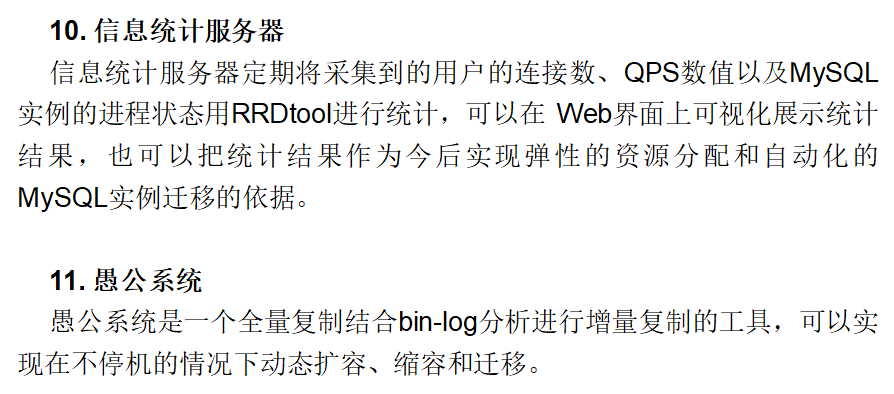 10. 信息统计服务器
信息统计服务器定期将采集到的用户的连接数、QPS数值以及MySQL
实例的进程状态用RRDtool进行统计，可以在 Web界面上可视化展示统计
结果，也可以把统计结果作为今后实现弹性的资源分配和自动化的
MySQL实例迁移的依据。
11. 愚公系统
愚公系统是一个全量复制结合bin-log分析进行增量复制的工具，可以实
现在不停机的情况下动态扩容、缩容和迁移。